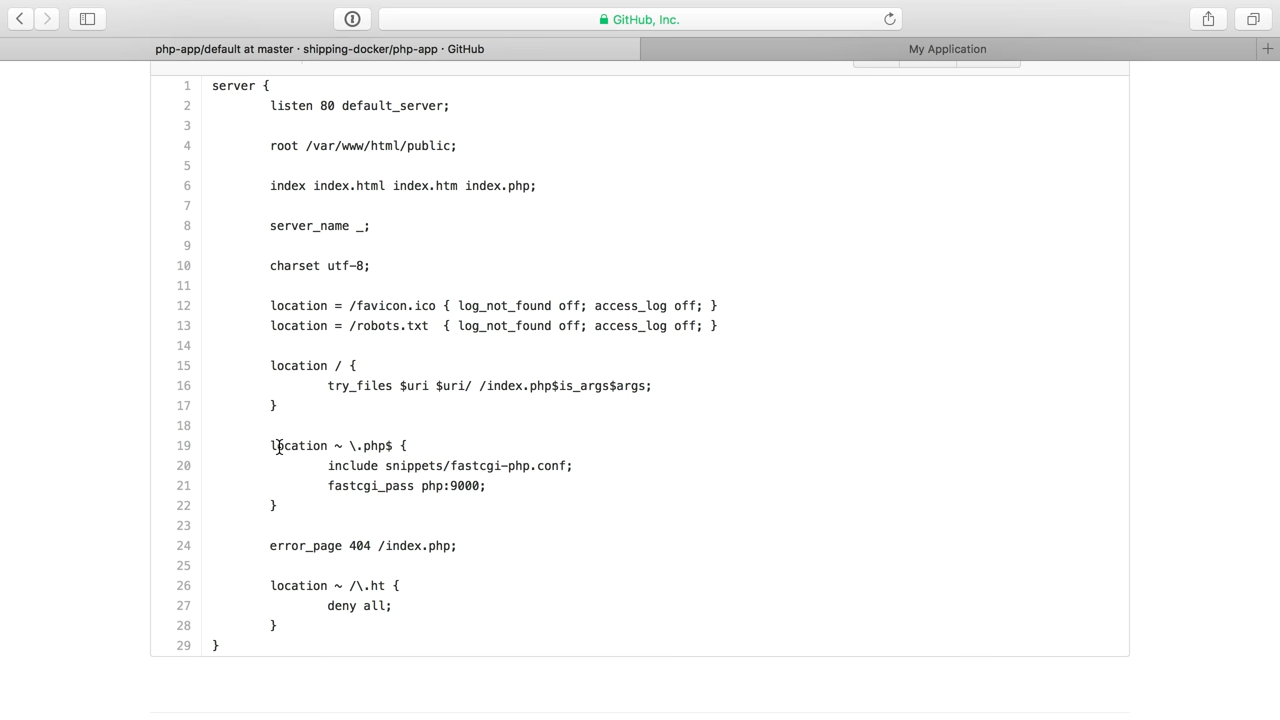 GitHub, Inc.
php-app/default at master · shipping-docker/php-app · GitHub
My Application
1 server {
2 listen 80 default_server;
3
4 root /var/www/html/public;
5
6 index index.html index.htm index.php;
7
8 server_name _;
9
10 charset utf-8;
11
12 location = /favicon.ico { log_not_found off; access_log off; }
13 location = /robots.txt  { log_not_found off; access_log off; }
14
15 location / {
16 try_files $uri $uri/ /index.php$is_args$args;
17 }
18
19 location ~ \.php$ {
20 include snippets/fastcgi-php.conf;
21 fastcgi_pass php:9000;
22 }
23
24 error_page 404 /index.php;
25
26 location ~ /\.ht {
27 deny all;
28 }
29 }